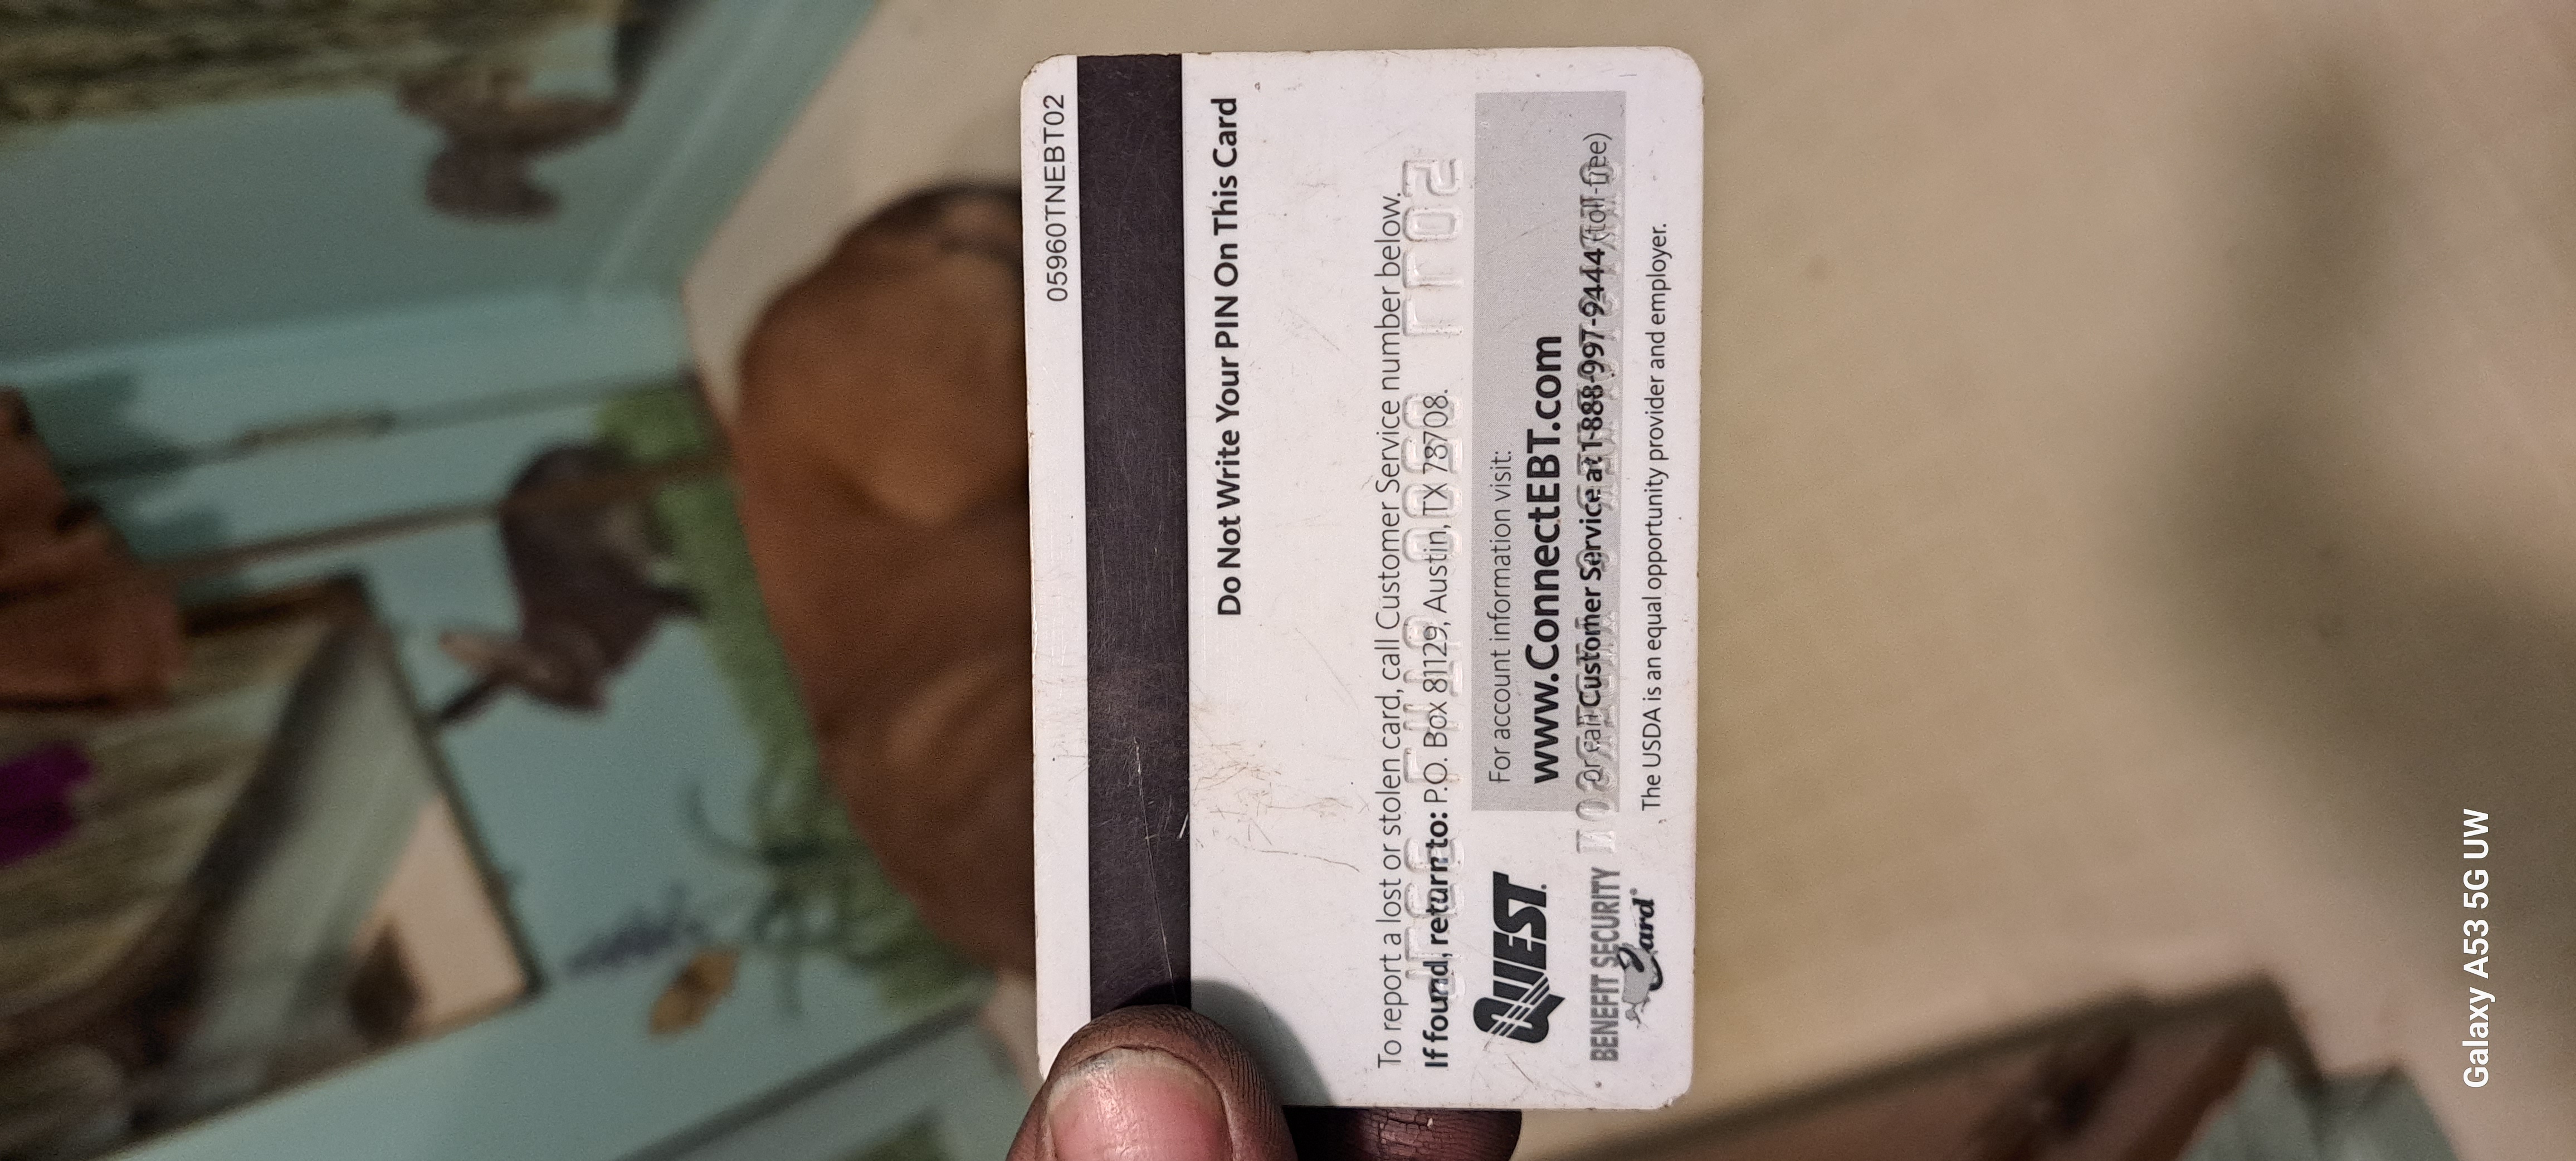 05960TNEBT02
Do Not Write Your PIN On This Card
To report a lost or stolen card, call Customer Service number below.
If found, return to: P.O. Box 81129, Austin, TX 78708.
For account information visit:
www.ConnectEBT.com
or call Customer Service at 1-888-997-9444 (toll-free)
The USDA is an equal opportunity provider and employer.
QUEST
BENEFIT SECURITY
Card
Galaxy A53 5G UW